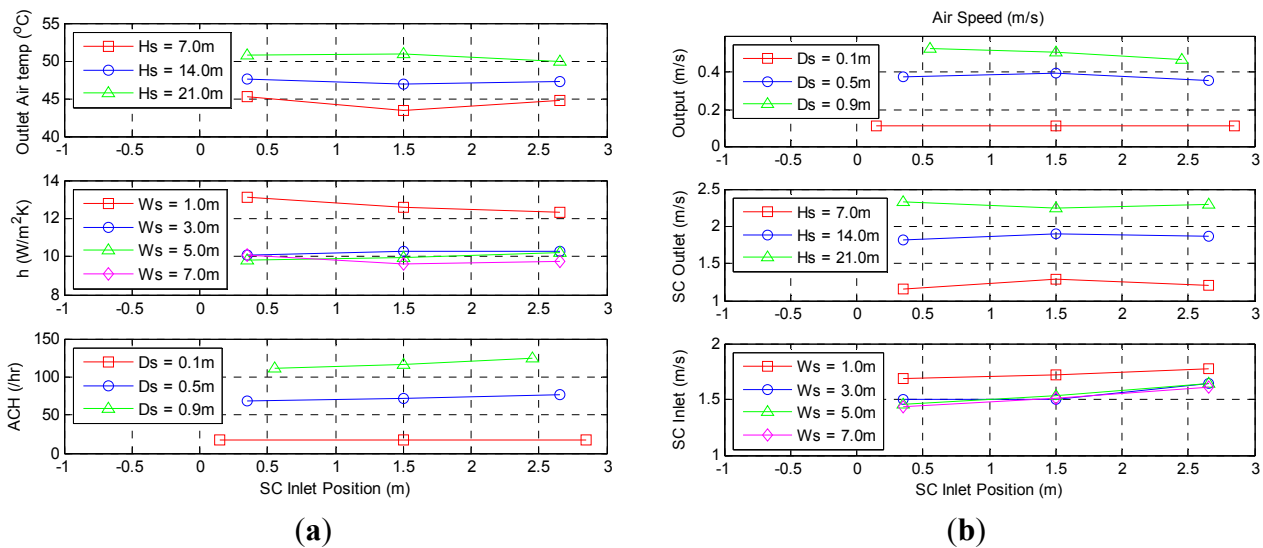 Outlet Air temp (°C)
55
50
45
40
Hs = 7.0m
Hs = 14.0m
Hs = 21.0m
-1 -0.5 0 0.5 1 1.5 2 2.5 3
h (W/m²K)
14
12
10
8
Ws = 1.0m
Ws = 3.0m
Ws = 5.0m
Ws = 7.0m
-1 -0.5 0 0.5 1 1.5 2 2.5 3
ACH (/hr)
150
100
50
0
Ds = 0.1m
Ds = 0.5m
Ds = 0.9m
-1 -0.5 0 0.5 1 1.5 2 2.5 3
SC Inlet Position (m)
(a)
Air Speed (m/s)
Output (m/s)
0.4
0.2
0
Ds = 0.1m
Ds = 0.5m
Ds = 0.9m
-1 -0.5 0 0.5 1 1.5 2 2.5 3
SC Outlet (m/s)
2.5
2
1.5
1
Hs = 7.0m
Hs = 14.0m
Hs = 21.0m
-1 -0.5 0 0.5 1 1.5 2 2.5 3
SC Inlet (m/s)
2
1.5
1
Ws = 1.0m
Ws = 3.0m
Ws = 5.0m
Ws = 7.0m
-1 -0.5 0 0.5 1 1.5 2 2.5 3
SC Inlet Position (m)
(b)